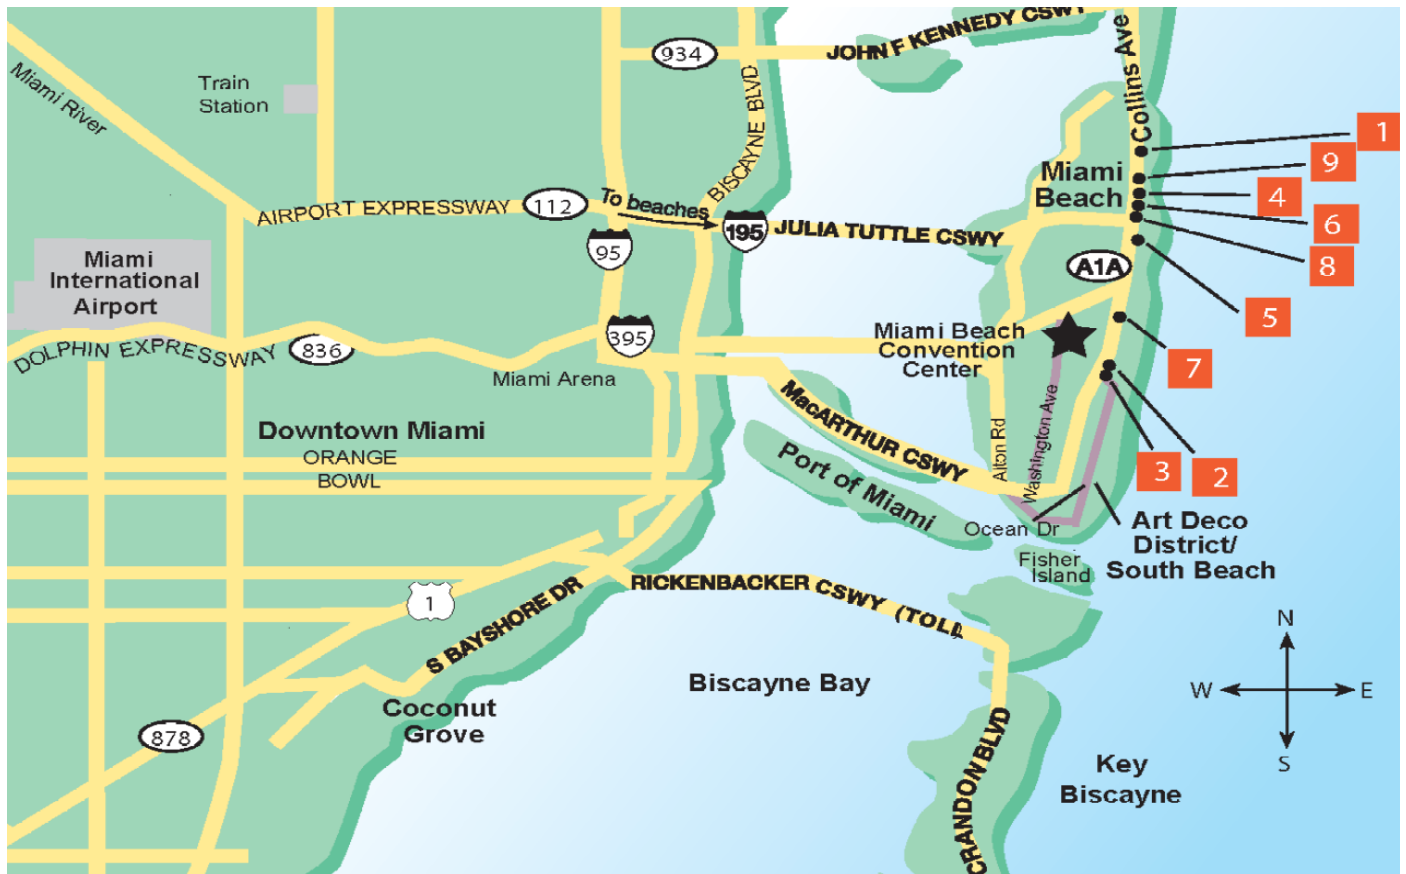 JOHN F KENNEDY CSWY
934
Collins Ave
Miami River
Train
Station
BISCAYNE BLVD
1
9
4
6
8
5
7
3
2
Miami
Beach
AIRPORT EXPRESSWAY
112
To beaches
195
JULIA TUTTLE CSWY
95
A1A
Miami
International
Airport
DOLPHIN EXPRESSWAY
836
395
Miami Arena
Miami Beach
Convention
Center
Downtown Miami
ORANGE
BOWL
MacARTHUR CSWY
Port of Miami
Alton Rd
Washington Ave
Ocean Dr
Art Deco
District/
South Beach
Fisher
Island
1
S BAYSHORE DR
RICKENBACKER CSWY (TOLL)
Biscayne Bay
Coconut
Grove
878
CRANDON BLVD
Key
Biscayne
N
W
E
S